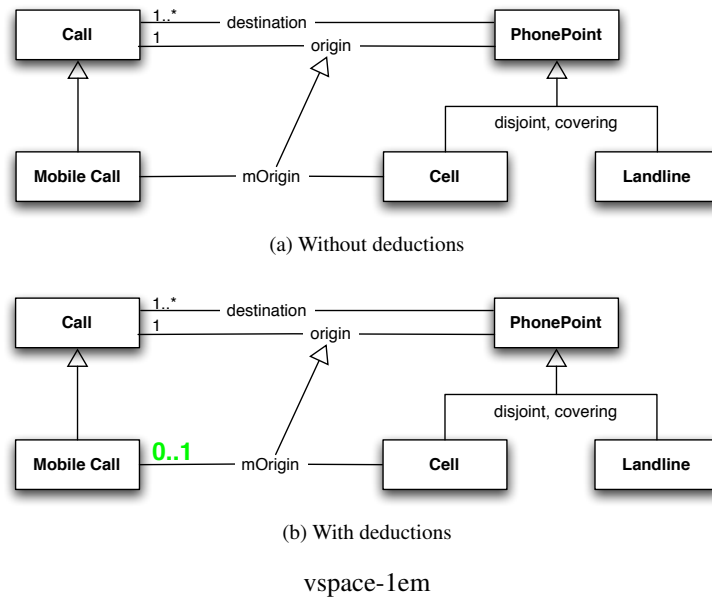 1..*
destination
Call
1
origin
PhonePoint
disjoint, covering
Mobile Call
mOrigin
Cell
Landline
(a) Without deductions
1..*
destination
Call
1
origin
PhonePoint
disjoint, covering
0..1
Mobile Call
mOrigin
Cell
Landline
(b) With deductions
vspace-1em